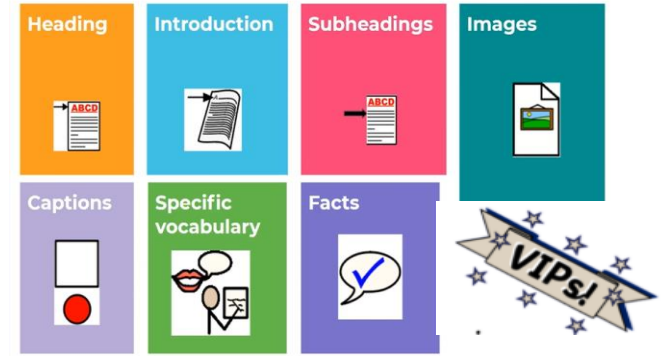 Heading
Introduction
Subheadings
Images
ABCD
ABCD
Captions
Specific
vocabulary
Facts
VIPs!